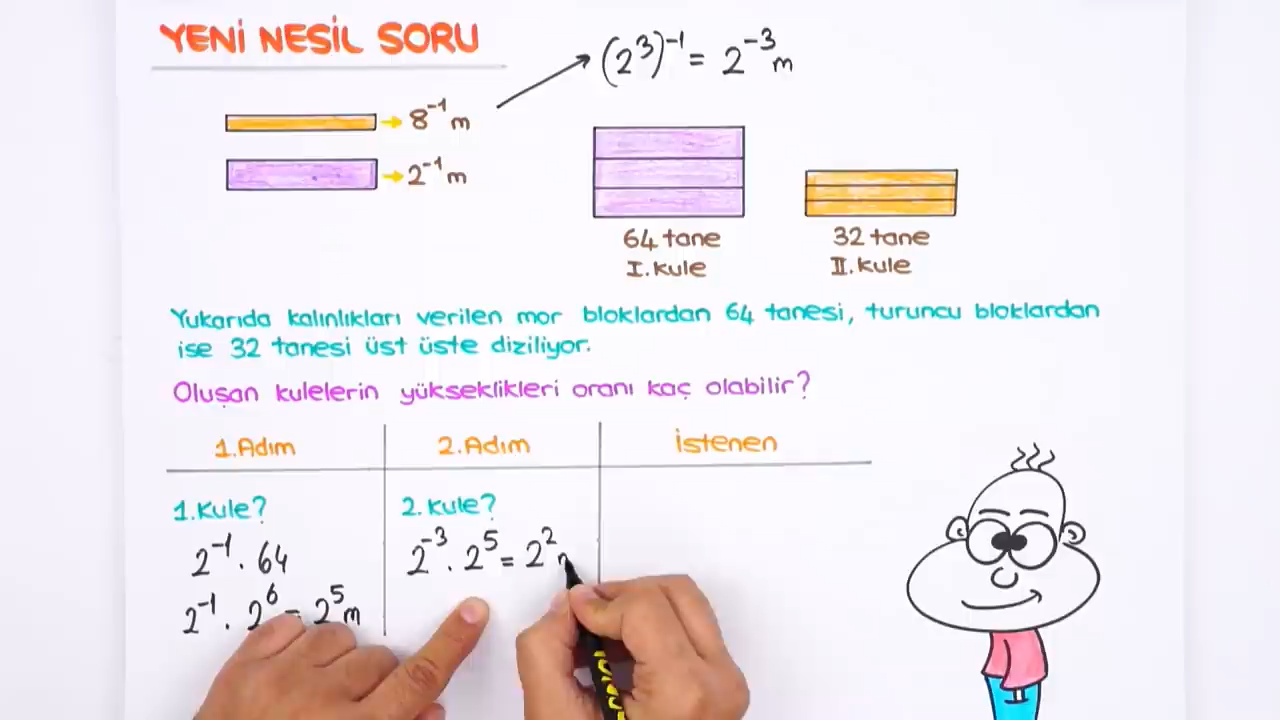 YENİ NESİL SORU
(2³)⁻¹ = 2⁻³ m
8⁻¹ m
2⁻¹ m
64 tane
I. kule
32 tane
II. kule
Yukarıda kalınlıkları verilen mor bloklardan 64 tanesi, turuncu bloklardan
ise 32 tanesi üst üste diziliyor.
Oluşan kulelerin yükseklikleri oranı kaç olabilir?
1. Adım
2. Adım
İstenen
1. Kule?
2⁻¹ . 64
2⁻¹ . 2⁶ = 2⁵ m
2. Kule?
2⁻³ . 2⁵ = 2²